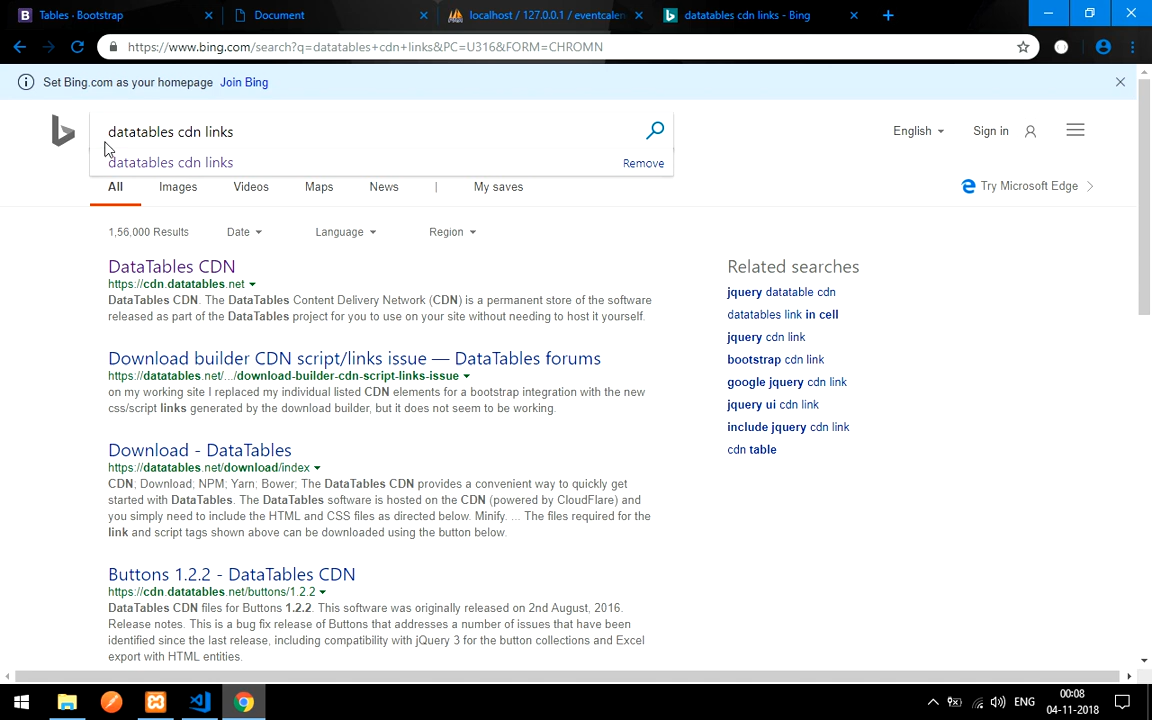 Tables · Bootstrap
Document
localhost / 127.0.0.1 / eventcalen
datatables cdn links - Bing
https://www.bing.com/search?q=datatables+cdn+links&PC=U316&FORM=CHROMN
Set Bing.com as your homepage Join Bing
datatables cdn links
English
Sign in
datatables cdn links
Remove
All
Images
Videos
Maps
News
|
My saves
Try Microsoft Edge
1,56,000 Results
Date
Language
Region
DataTables CDN
https://cdn.datatables.net
DataTables CDN. The DataTables Content Delivery Network (CDN) is a permanent store of the software
released as part of the DataTables project for you to use on your site without needing to host it yourself.
Download builder CDN script/links issue — DataTables forums
https://datatables.net/.../download-builder-cdn-script-links-issue
on my working site I replaced my individual listed CDN elements for a bootstrap integration with the new
css/script links generated by the download builder, but it does not seem to be working.
Download - DataTables
https://datatables.net/download/index
CDN; Download; NPM; Yarn; Bower; The DataTables CDN provides a convenient way to quickly get
started with DataTables. The DataTables software is hosted on the CDN (powered by CloudFlare) and
you simply need to include the HTML and CSS files as directed below. Minify. ... The files required for the
link and script tags shown above can be downloaded using the button below.
Buttons 1.2.2 - DataTables CDN
https://cdn.datatables.net/buttons/1.2.2
DataTables CDN files for Buttons 1.2.2. This software was originally released on 2nd August, 2016.
Release notes. This is a bug fix release of Buttons that addresses a number of issues that have been
identified since the last release, including compatibility with jQuery 3 for the button collections and Excel
export with HTML entities.
Related searches
jquery datatable cdn
datatables link in cell
jquery cdn link
bootstrap cdn link
google jquery cdn link
jquery ui cdn link
include jquery cdn link
cdn table
ENG
00:08
04-11-2018